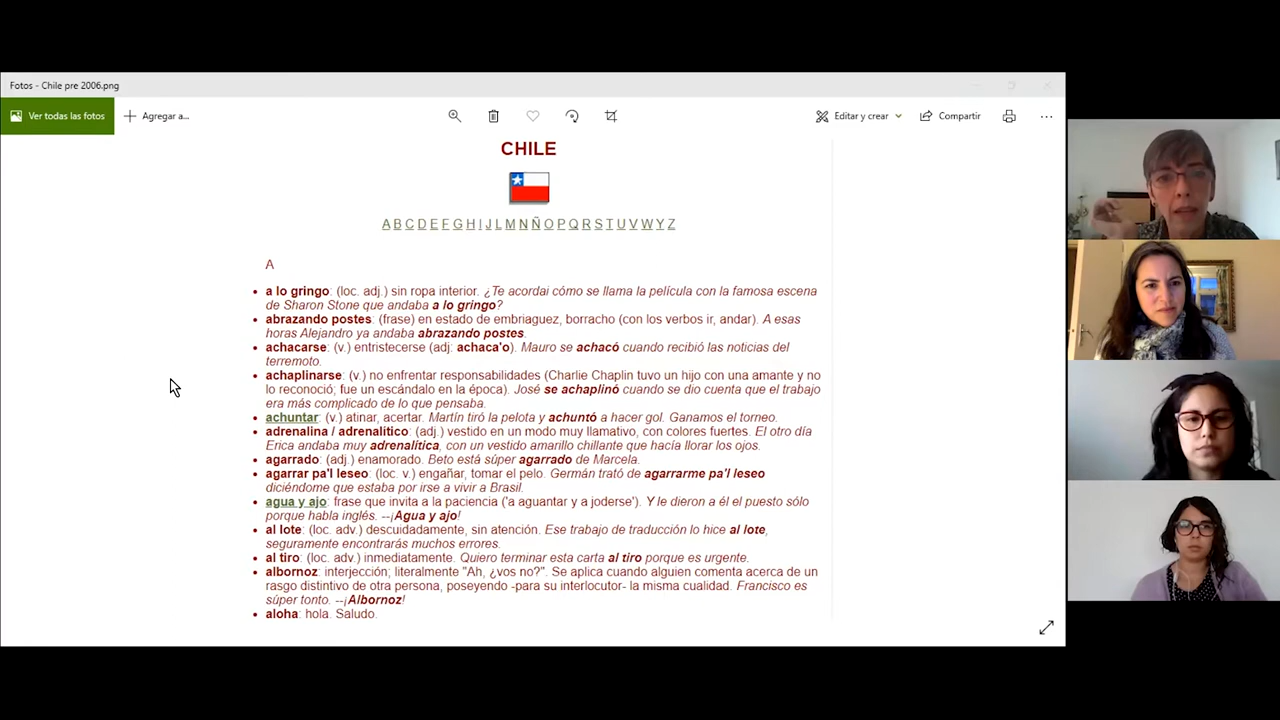 Fotos - Chile pre 2006.png
Ver todas las fotos
Agregar a...
Editar y crear
Compartir
CHILE
A B C D E F G H I J L M N Ñ O P Q R S T U V W Y Z
A
a lo gringo: (loc. adj.) sin ropa interior. ¿Te acordai cómo se llama la película con la famosa escena
de Sharon Stone que andaba a lo gringo?
abrazando postes: (frase) en estado de embriaguez, borracho (con los verbos ir, andar). A esas
horas Alejandro ya andaba abrazando postes.
achacarse: (v.) entristecerse (adj: achaca'o). Mauro se achacó cuando recibió las noticias del
terremoto.
achaplinarse: (v.) no enfrentar responsabilidades (Charlie Chaplin tuvo un hijo con una amante y no
lo reconoció; fue un escándalo en la época). José se achaplinó cuando se dio cuenta que el trabajo
era más complicado de lo que pensaba.
achuntar: (v.) atinar, acertar. Martín tiró la pelota y achuntó a hacer gol. Ganamos el torneo.
adrenalina / adrenalítico: (adj.) vestido en un modo muy llamativo, con colores fuertes. El otro día
Erica andaba muy adrenalítica, con un vestido amarillo chillante que hacía llorar los ojos.
agarrado: (adj.) enamorado. Beto está súper agarrado de Marcela.
agarrar pa'l leseo: (loc. v.) engañar, tomar el pelo. Germán trató de agarrarme pa'l leseo
diciéndome que estaba por irse a vivir a Brasil.
agua y ajo: frase que invita a la paciencia ('a aguantar y a joderse'). Y le dieron a él el puesto sólo
porque habla inglés. --¡Agua y ajo!
al lote: (loc. adv.) descuidadamente, sin atención. Ese trabajo de traducción lo hice al lote,
seguramente encontrarás muchos errores.
al tiro: (loc. adv.) inmediatamente. Quiero terminar esta carta al tiro porque es urgente.
albornoz: interjección; literalmente "Ah, ¿vos no?". Se aplica cuando alguien comenta acerca de un
rasgo distintivo de otra persona, poseyendo -para su interlocutor- la misma cualidad. Francisco es
súper tonto. --¡Albornoz!
aloha: hola. Saludo.